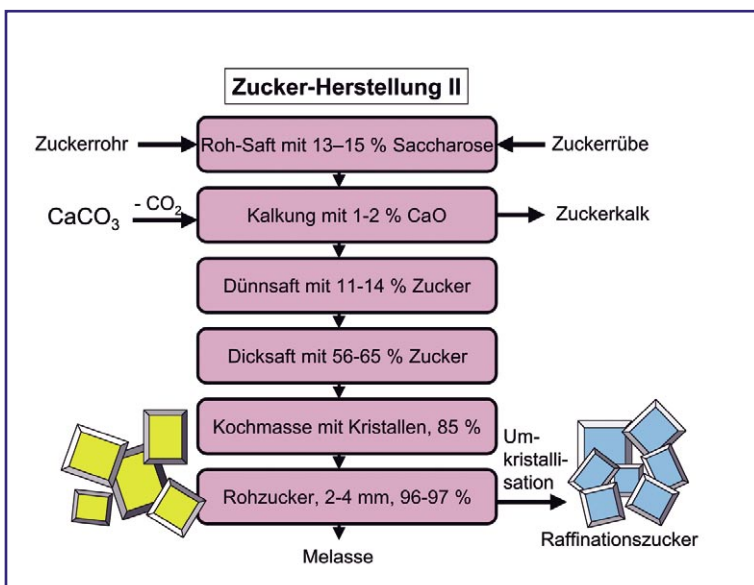 Zucker-Herstellung II
Zuckerrohr
Roh-Saft mit 13–15 % Saccharose
Zuckerrübe
CaCO₃
- CO₂
Kalkung mit 1-2 % CaO
Zuckerkalk
Dünnsaft mit 11-14 % Zucker
Dicksaft mit 56-65 % Zucker
Kochmasse mit Kristallen, 85 %
Um-
kristalli-
sation
Rohzucker, 2-4 mm, 96-97 %
Raffinationszucker
Melasse